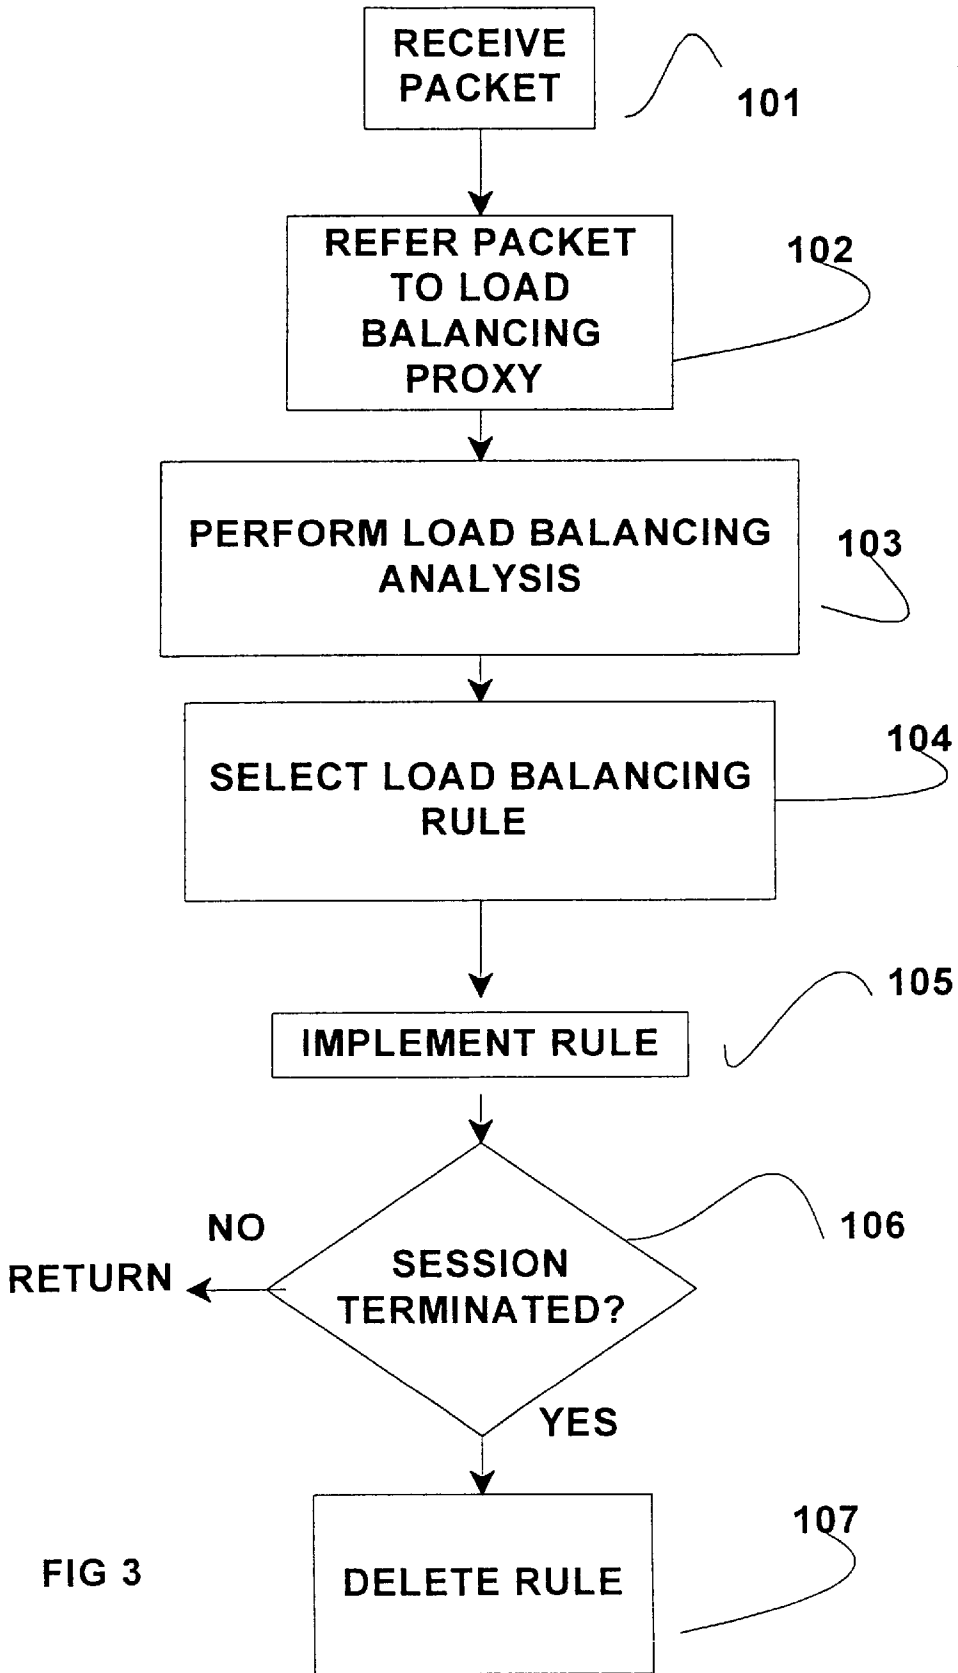 RECEIVE
PACKET
101
REFER PACKET
TO LOAD
BALANCING
PROXY
102
PERFORM LOAD BALANCING
ANALYSIS
103
SELECT LOAD BALANCING
RULE
104
IMPLEMENT RULE
105
SESSION
TERMINATED?
106
NO
RETURN
YES
DELETE RULE
107
FIG 3